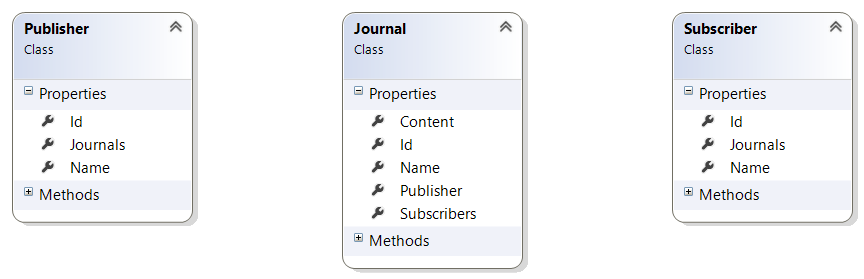 Publisher
Class
Properties
Id
Journals
Name
Methods
Journal
Class
Properties
Content
Id
Name
Publisher
Subscribers
Methods
Subscriber
Class
Properties
Id
Journals
Name
Methods